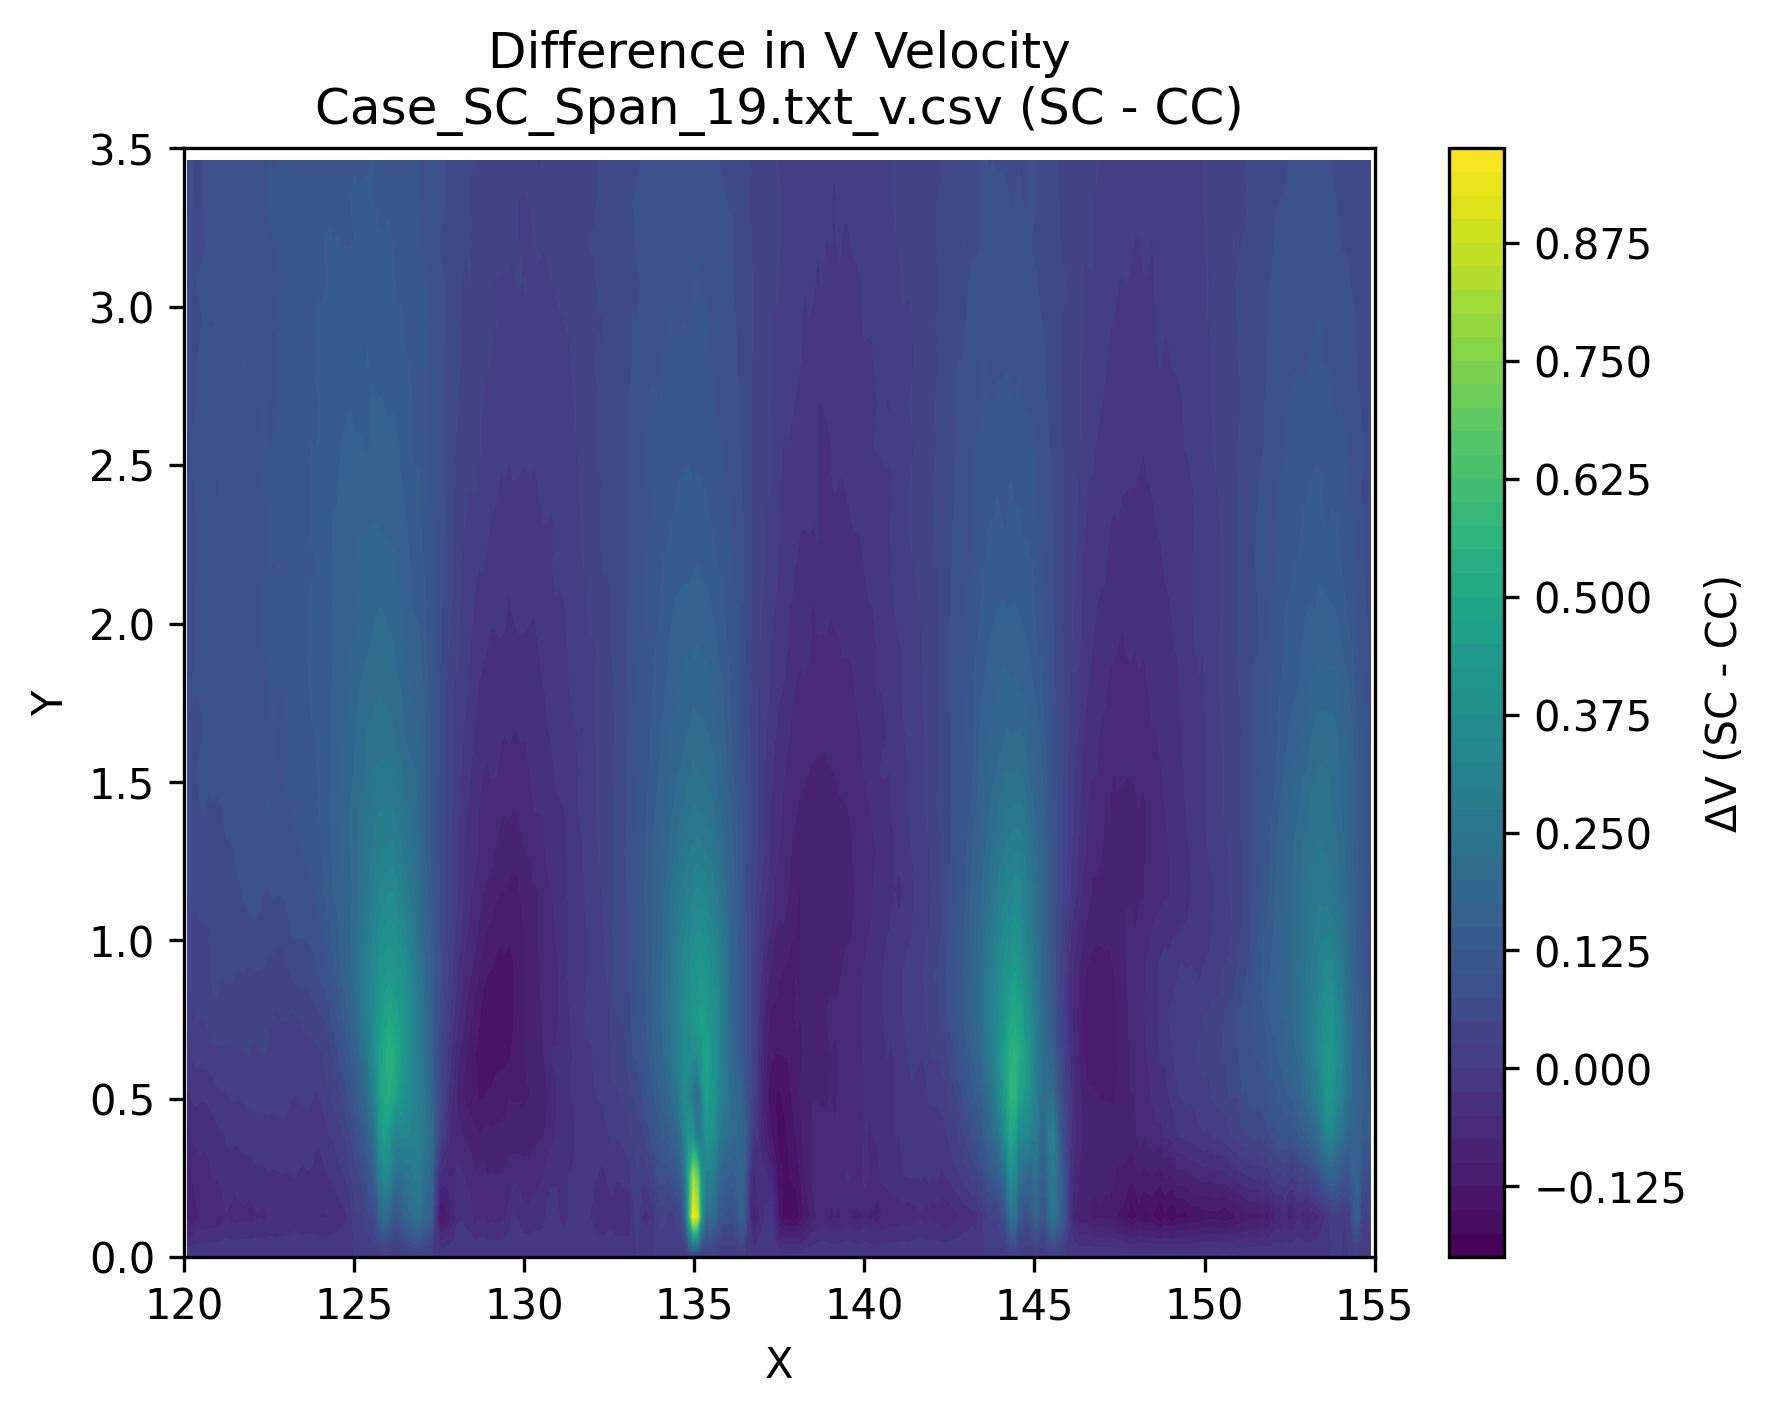 Difference in V Velocity
Case_SC_Span_19.txt_v.csv (SC - CC)
3.5
3.0
2.5
2.0
1.5
1.0
0.5
0.0
Y
120 125 130 135 140 145 150 155
X
0.875
0.750
0.625
0.500
0.375
0.250
0.125
0.000
−0.125
ΔV (SC - CC)